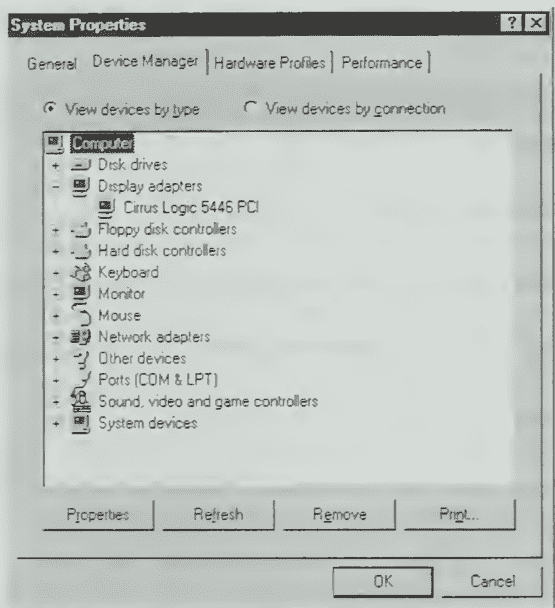 System Properties
General Device Manager Hardware Profiles Performance
View devices by type View devices by connection
Computer
Disk drives
Display adapters
Cirrus Logic 5446 PCI
Floppy disk controllers
Hard disk controllers
Keyboard
Monitor
Mouse
Network adapters
Other devices
Ports (COM & LPT)
Sound, video and game controllers
System devices
Properties Refresh Remove Print...
OK Cancel